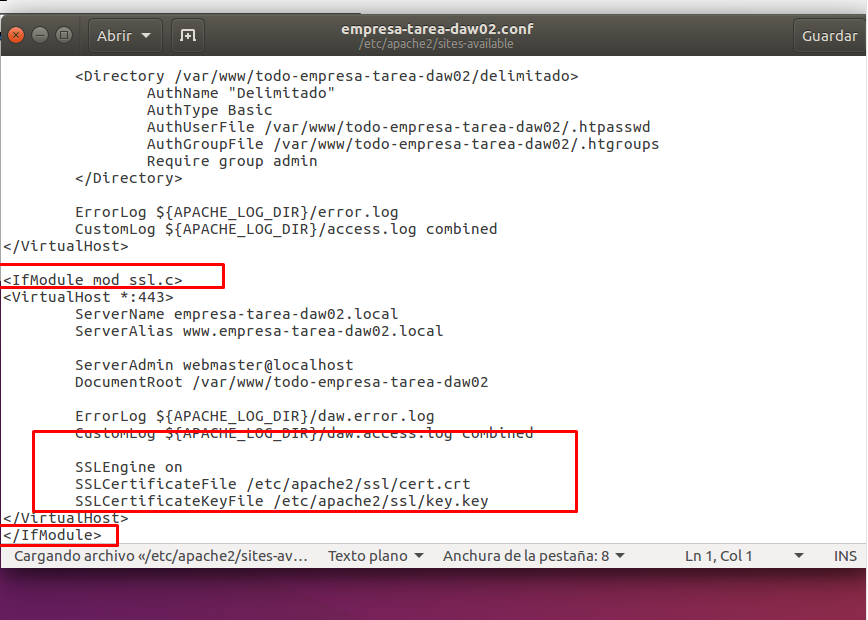 Abrir
empresa-tarea-daw02.conf
/etc/apache2/sites-available
Guardar
<Directory /var/www/todo-empresa-tarea-daw02/delimitado>
AuthName "Delimitado"
AuthType Basic
AuthUserFile /var/www/todo-empresa-tarea-daw02/.htpasswd
AuthGroupFile /var/www/todo-empresa-tarea-daw02/.htgroups
Require group admin
</Directory>
ErrorLog ${APACHE_LOG_DIR}/error.log
CustomLog ${APACHE_LOG_DIR}/access.log combined
</VirtualHost>
<IfModule mod_ssl.c>
<VirtualHost *:443>
ServerName empresa-tarea-daw02.local
ServerAlias www.empresa-tarea-daw02.local
ServerAdmin webmaster@localhost
DocumentRoot /var/www/todo-empresa-tarea-daw02
ErrorLog ${APACHE_LOG_DIR}/daw.error.log
CustomLog ${APACHE_LOG_DIR}/daw.access.log combined
SSLEngine on
SSLCertificateFile /etc/apache2/ssl/cert.crt
SSLCertificateKeyFile /etc/apache2/ssl/key.key
</VirtualHost>
</IfModule>
Cargando archivo «/etc/apache2/sites-av… Texto plano Anchura de la pestaña: 8 Ln 1, Col 1 INS